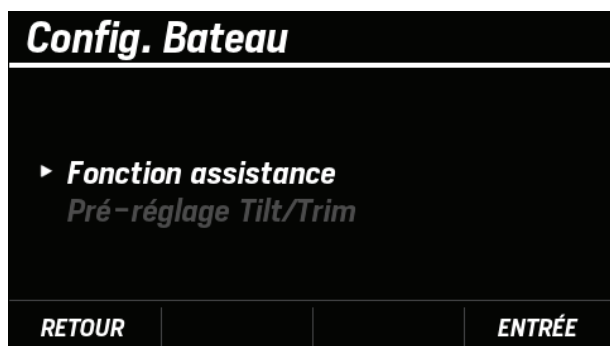 Config. Bateau
▸ Fonction assistance
Pré-réglage Tilt/Trim
RETOUR ENTRÉE